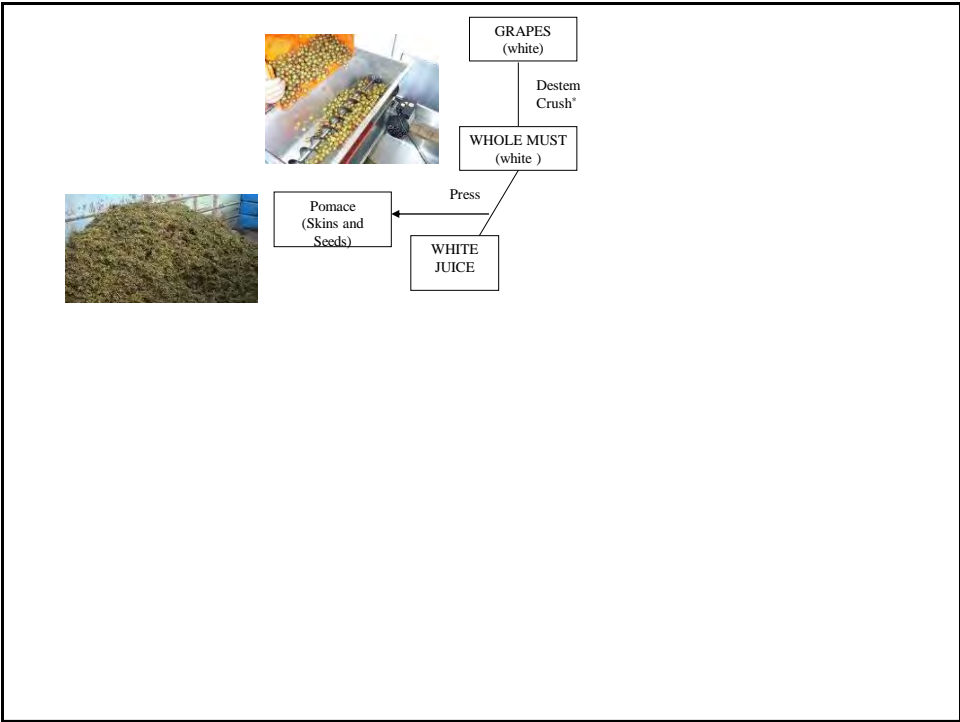 GRAPES
(white)
Destem
Crush*
WHOLE MUST
(white )
Press
Pomace
(Skins and
Seeds)
WHITE
JUICE